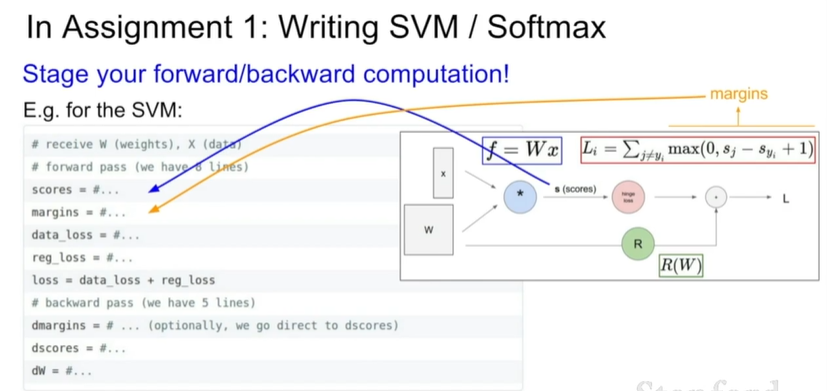 In Assignment 1: Writing SVM / Softmax
Stage your forward/backward computation!
margins
E.g. for the SVM:
# receive W (weights), X (data)
# forward pass (we have 8 lines)
scores = #...
margins = #...
data_loss = #...
reg_loss = #...
loss = data_loss + reg_loss
# backward pass (we have 5 lines)
dmargins = # ... (optionally, we go direct to dscores)
dscores = #...
dW = #...
f = Wx
L_i = ∑_{j≠y_i} max(0, s_j − s_{y_i} + 1)
x
W
*
s (scores)
hinge
loss
+
L
R
R(W)
Stanford